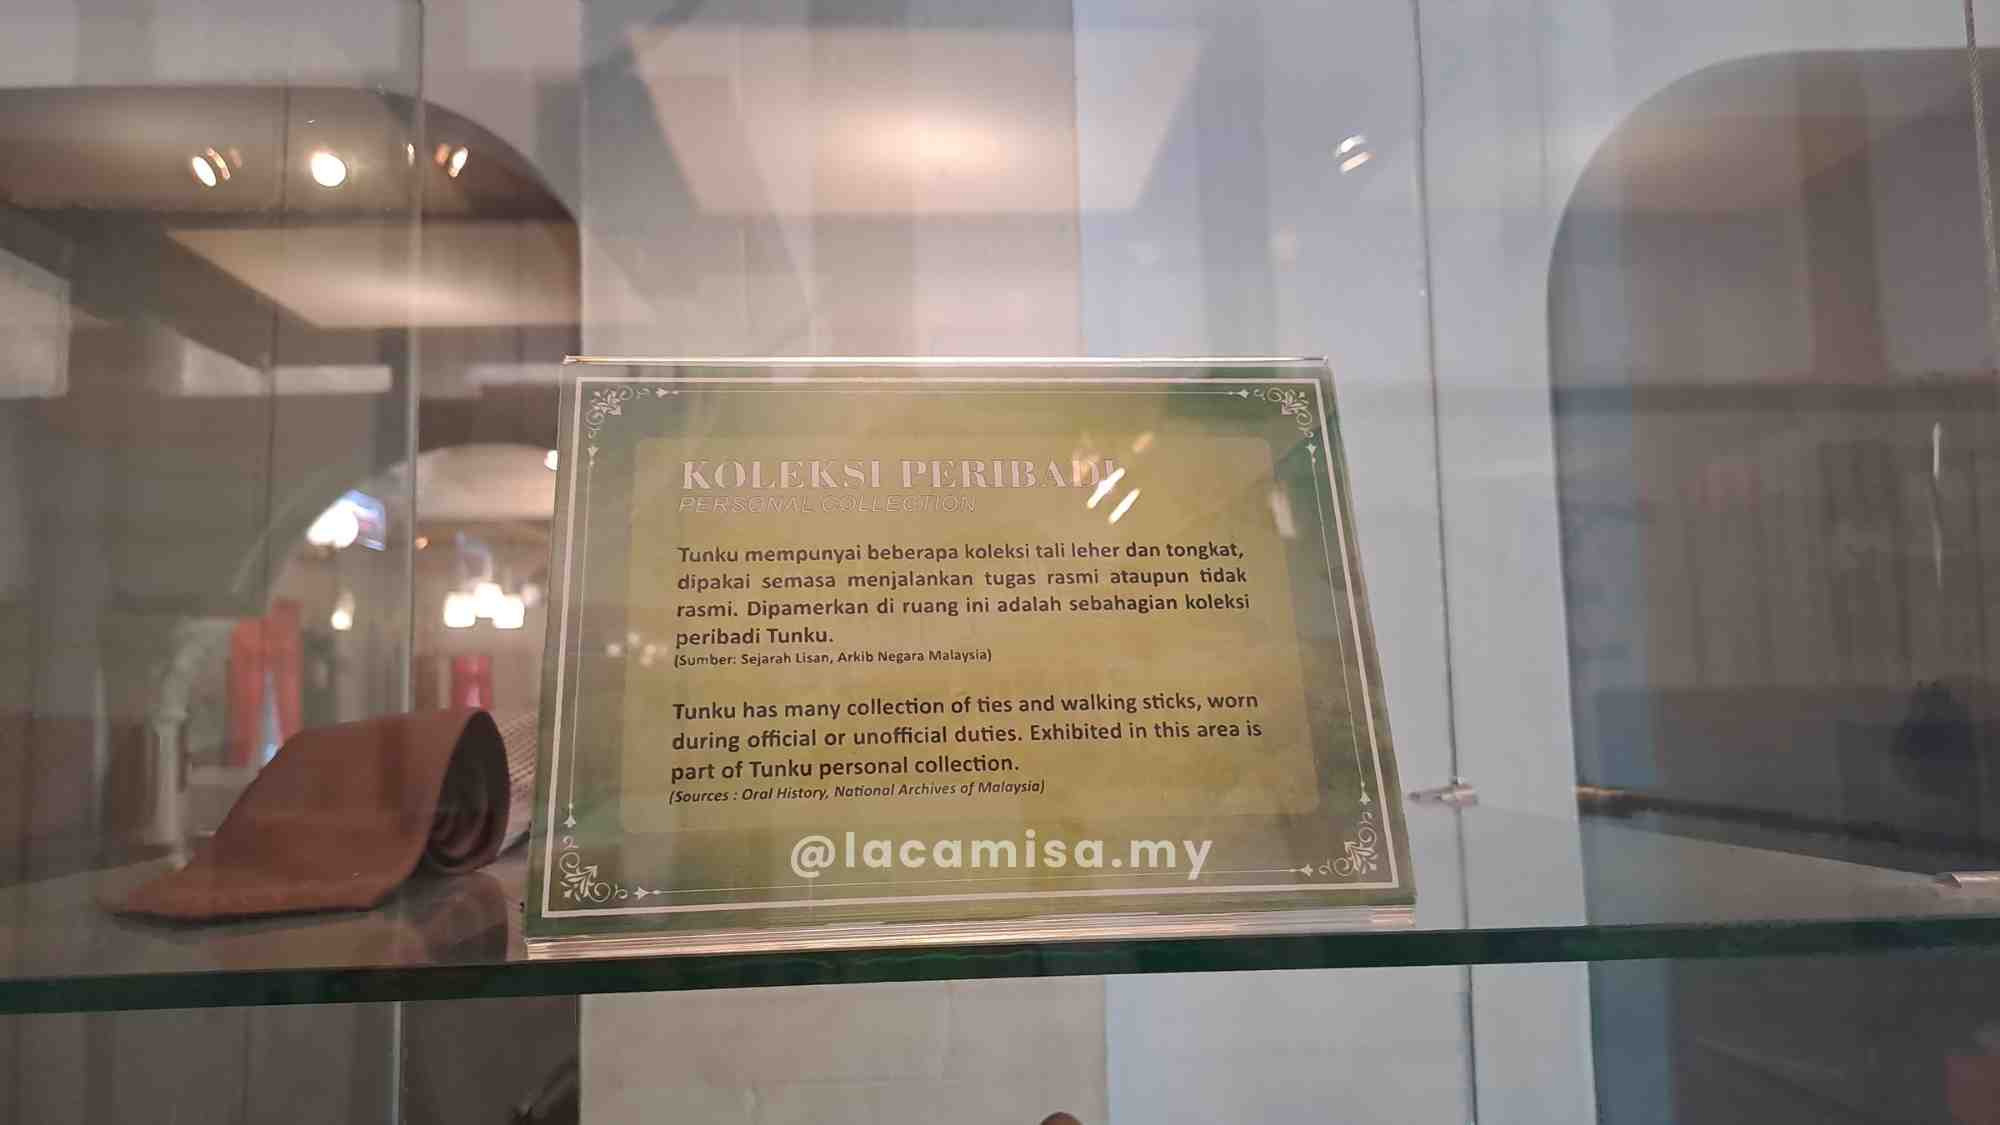 KOLEKSI PERIBADI
PERSONAL COLLECTION
Tunku mempunyai beberapa koleksi tali leher dan tongkat,
dipakai semasa menjalankan tugas rasmi ataupun tidak
rasmi. Dipamerkan di ruang ini adalah sebahagian koleksi
peribadi Tunku.
(Sumber: Sejarah Lisan, Arkib Negara Malaysia)
Tunku has many collection of ties and walking sticks, worn
during official or unofficial duties. Exhibited in this area is
part of Tunku personal collection.
(Sources : Oral History, National Archives of Malaysia)
@lacamisa.my